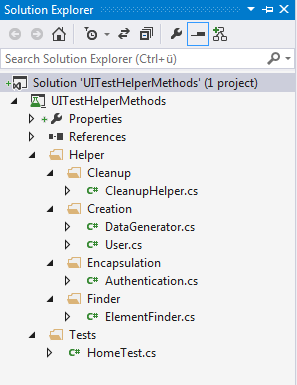 Solution Explorer
Search Solution Explorer (Ctrl+ü)
Solution 'UITestHelperMethods' (1 project)
UITestHelperMethods
Properties
References
Helper
Cleanup
C# CleanupHelper.cs
Creation
C# DataGenerator.cs
C# User.cs
Encapsulation
C# Authentication.cs
Finder
C# ElementFinder.cs
Tests
C# HomeTest.cs